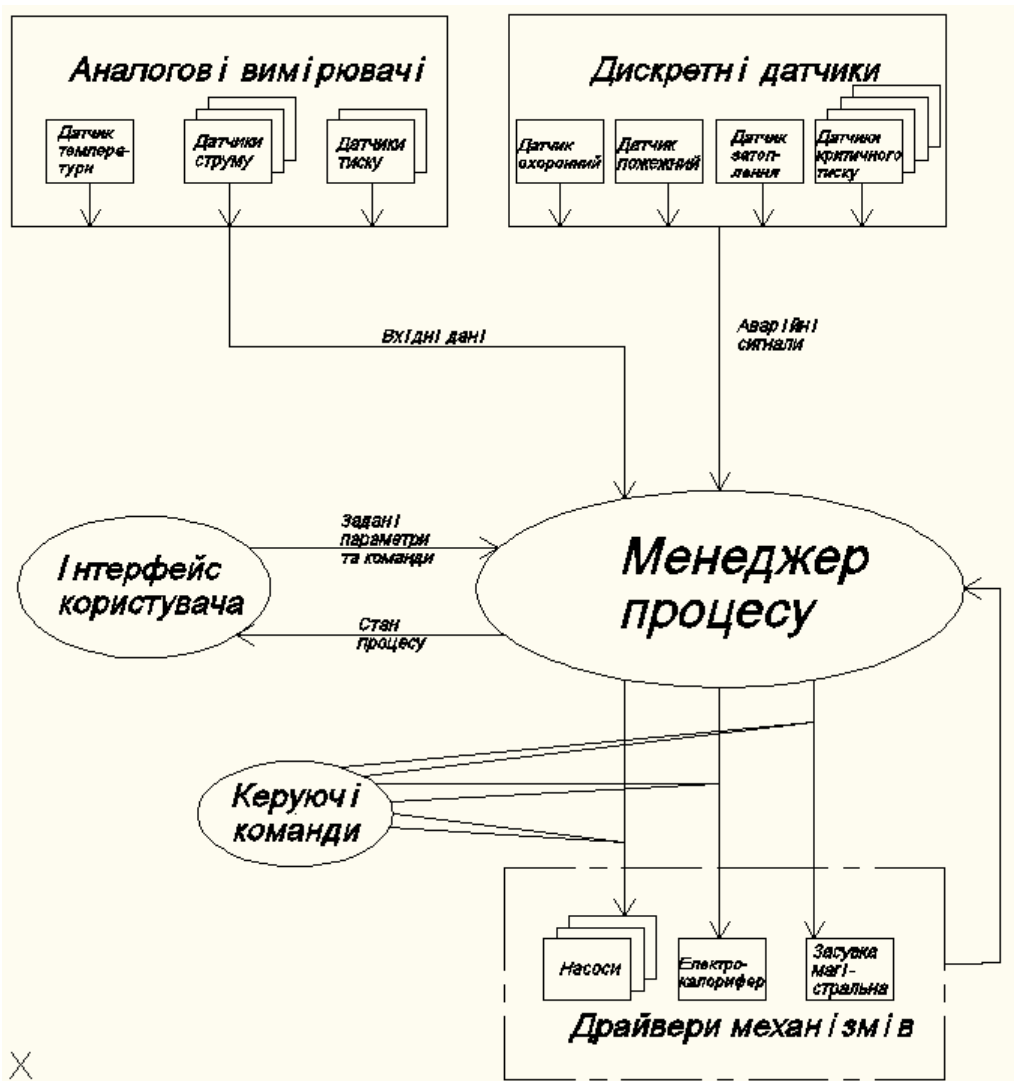 Аналогові вимірювачі
Датчик
темпера-
тури
Датчики
струму
Датчики
тиску
Дискретні датчики
Датчик
охоронний
Датчик
пожежний
Датчик
затоп-
лення
Датчики
критичного
тиску
Вхідні дані
Аварійні
сигнали
Інтерфейс
користувача
Задані
параметри
та команди
Стан
процесу
Менеджер
процесу
Керуючі
команди
Насоси
Електро-
калорифер
Засувка
магі-
стральна
Драйвери механізмів